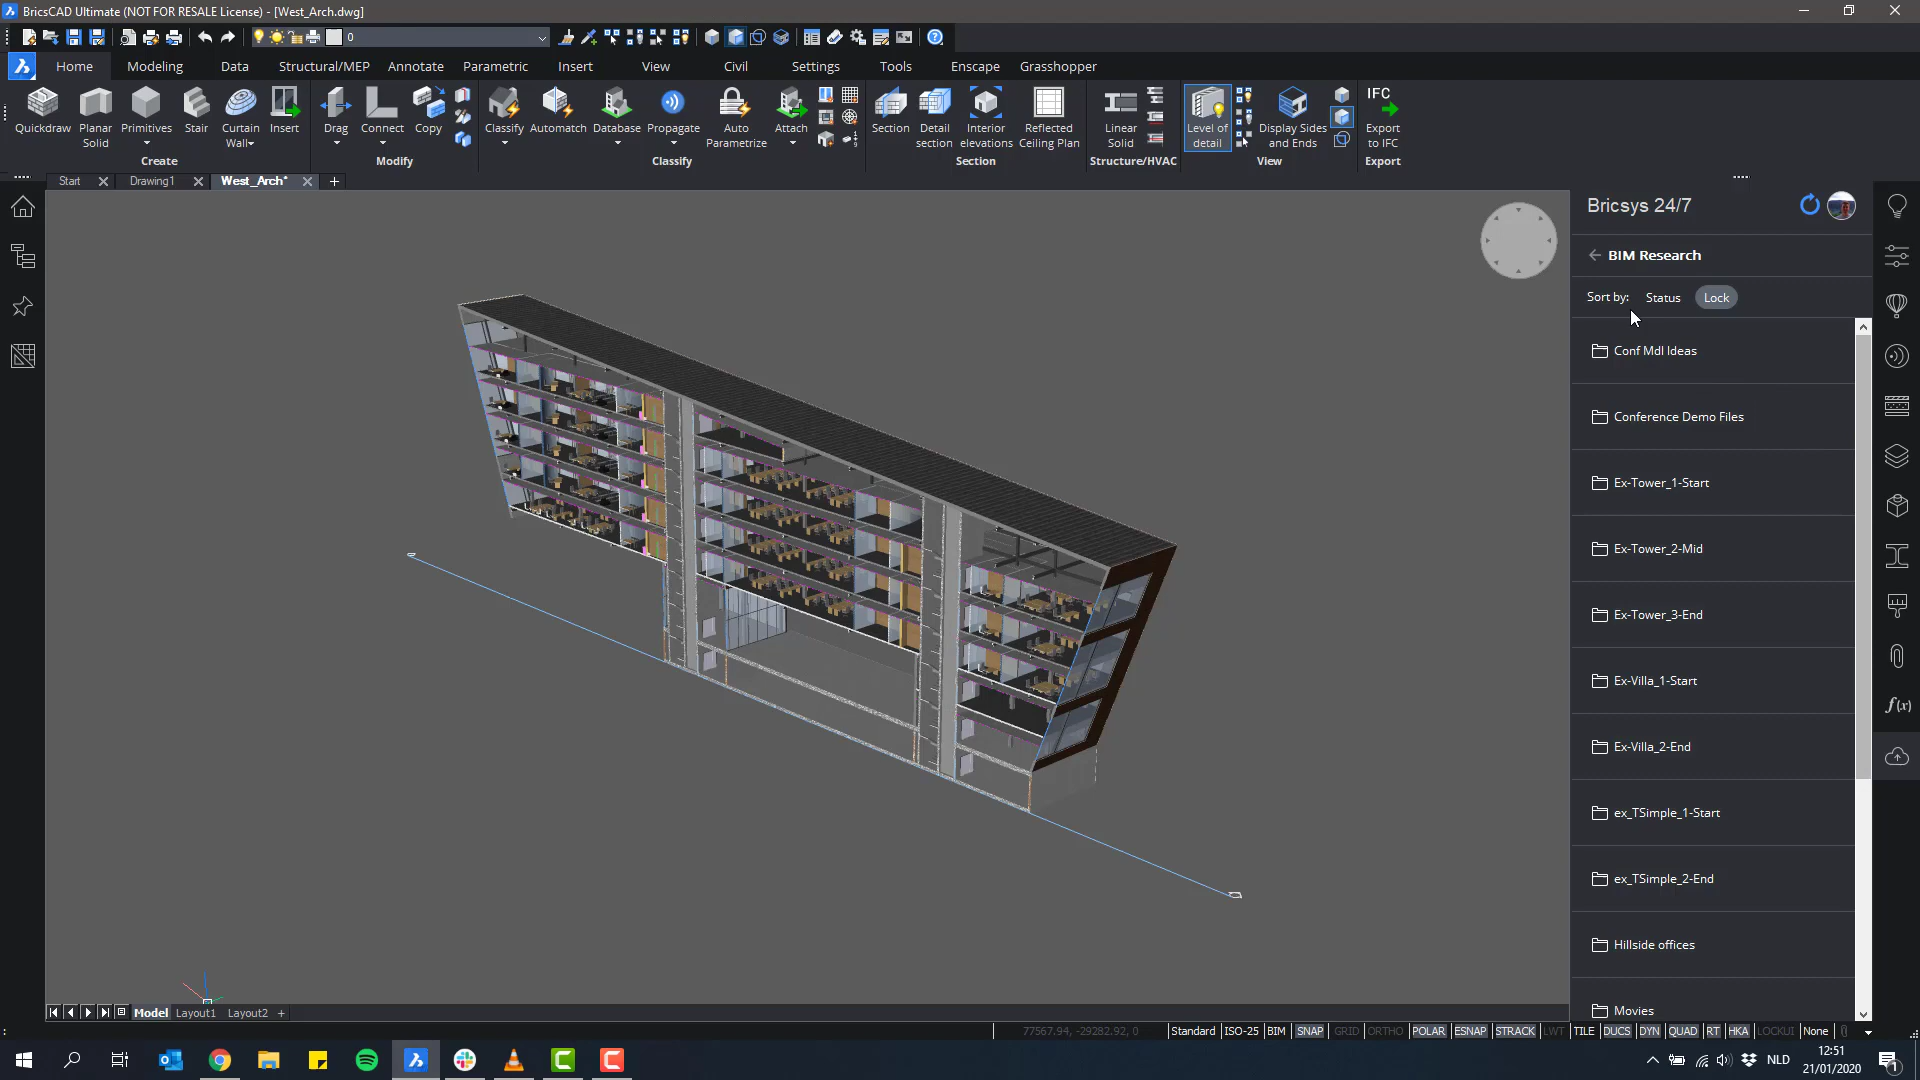 BricsCAD Ultimate (NOT FOR RESALE License) - [West_Arch.dwg]
0
Home Modeling Data Structural/MEP Annotate Parametric Insert View Civil Settings Tools Enscape Grasshopper
IFC
Quickdraw Planar Solid Primitives Stair Curtain Wall Insert Drag Connect Copy Classify Automatch Database Propagate Auto Parametrize Attach Section Detail section Interior elevations Reflected Ceiling Plan Linear Solid Level of detail Display Sides and Ends Export to IFC
Create Modify Classify Section Structure/HVAC View Export
Start Drawing1 West_Arch*
Bricsys 24/7
BIM Research
Sort by: Status Lock
Conf Mdl Ideas
Conference Demo Files
Ex-Tower_1-Start
Ex-Tower_2-Mid
Ex-Tower_3-End
Ex-Villa_1-Start
Ex-Villa_2-End
ex_TSimple_1-Start
ex_TSimple_2-End
Hillside offices
Movies
f(x)
Model Layout1 Layout2 +
77567.94, -29282.92, 0 Standard ISO-25 BIM SNAP GRID ORTHO POLAR ESNAP STRACK LWT TILE DUCS DYN QUAD RT HKA LOCKUI None
NLD
12:51
21/01/2020
1